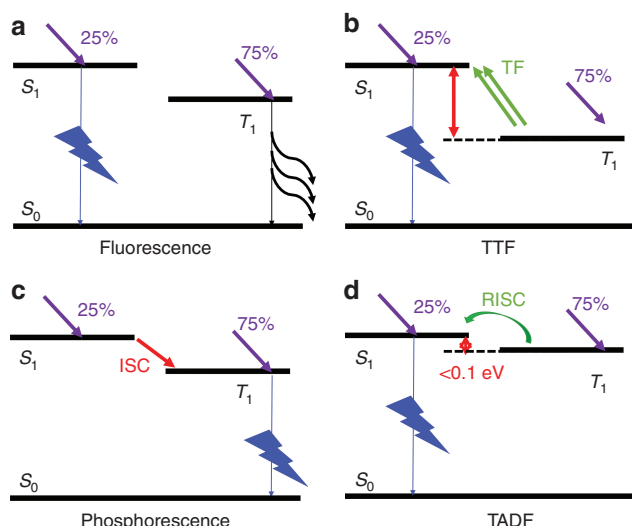 a
25%
75%
S1
T1
S0
Fluorescence
b
25%
TF
75%
S1
T1
S0
TTF
c
25%
75%
S1
ISC
T1
S0
Phosphorescence
d
25%
RISC
75%
S1
<0.1 eV
T1
S0
TADF